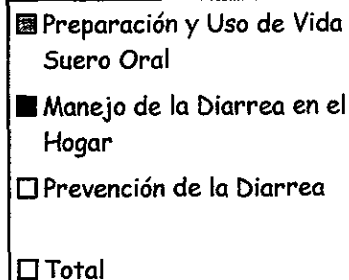 Preparación y Uso de Vida
Suero Oral
Manejo de la Diarrea en el
Hogar
Prevención de la Diarrea
Total